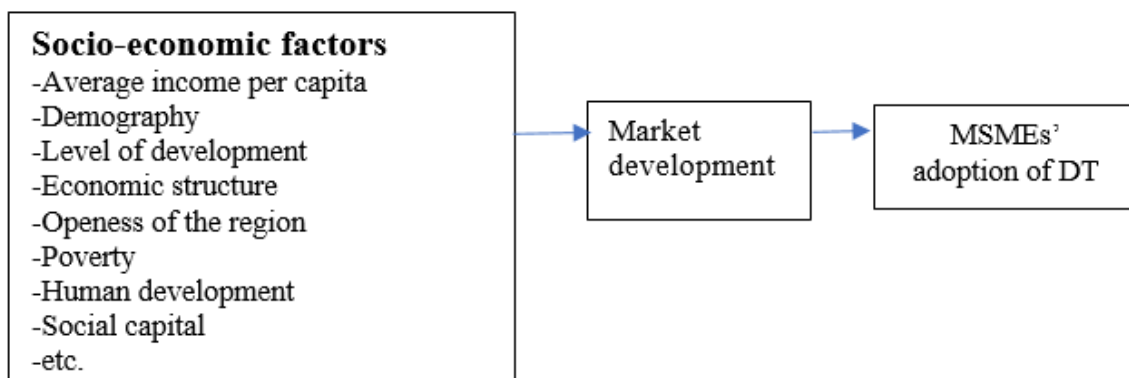 Socio-economic factors
-Average income per capita
-Demography
-Level of development
-Economic structure
-Openess of the region
-Poverty
-Human development
-Social capital
-etc.
Market
development
MSMEs’
adoption of DT